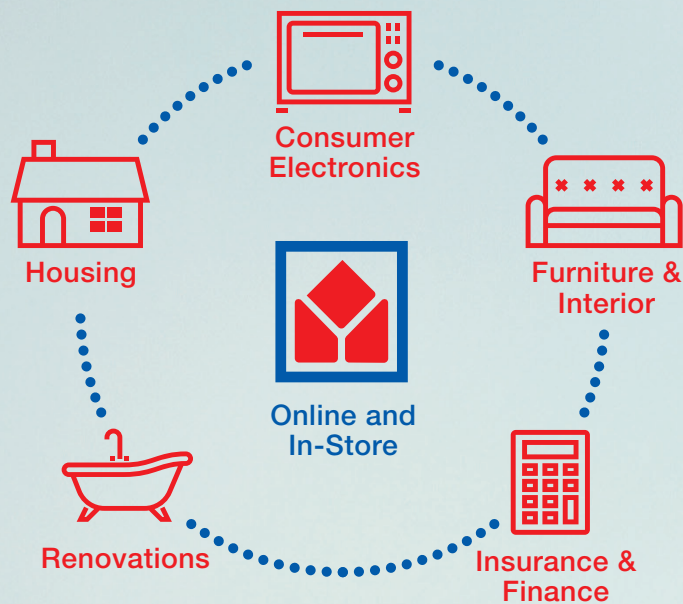 Consumer
Electronics
Housing
Furniture &
Interior
Online and
In-Store
Renovations
Insurance &
Finance